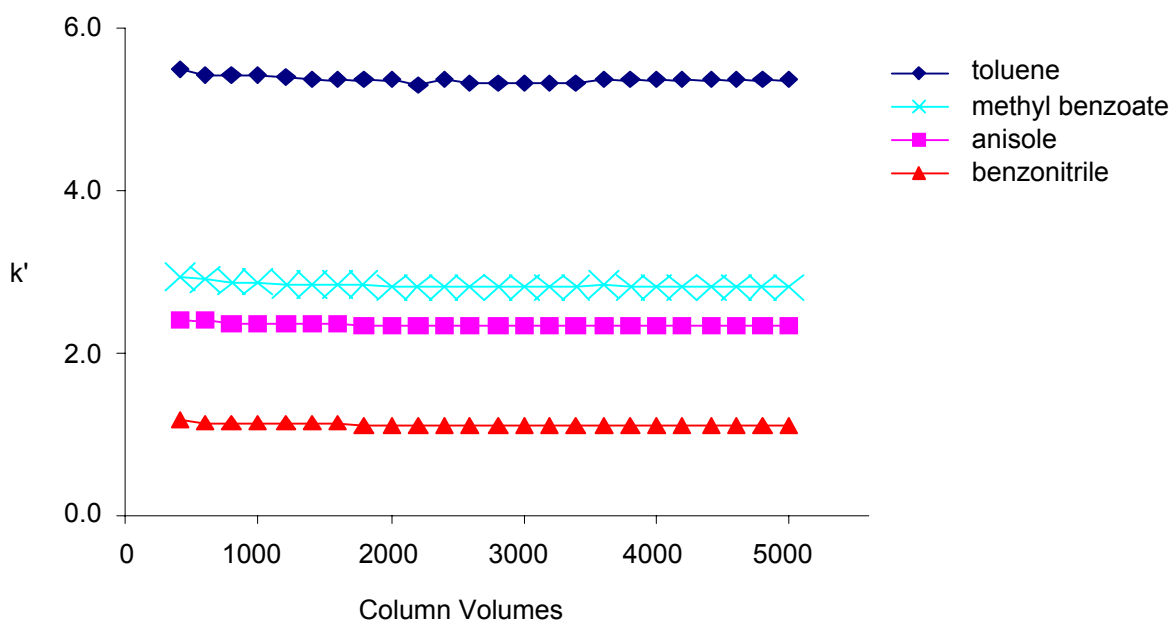 6.0
4.0
2.0
0.0
k'
0 1000 2000 3000 4000 5000
Column Volumes
toluene
methyl benzoate
anisole
benzonitrile